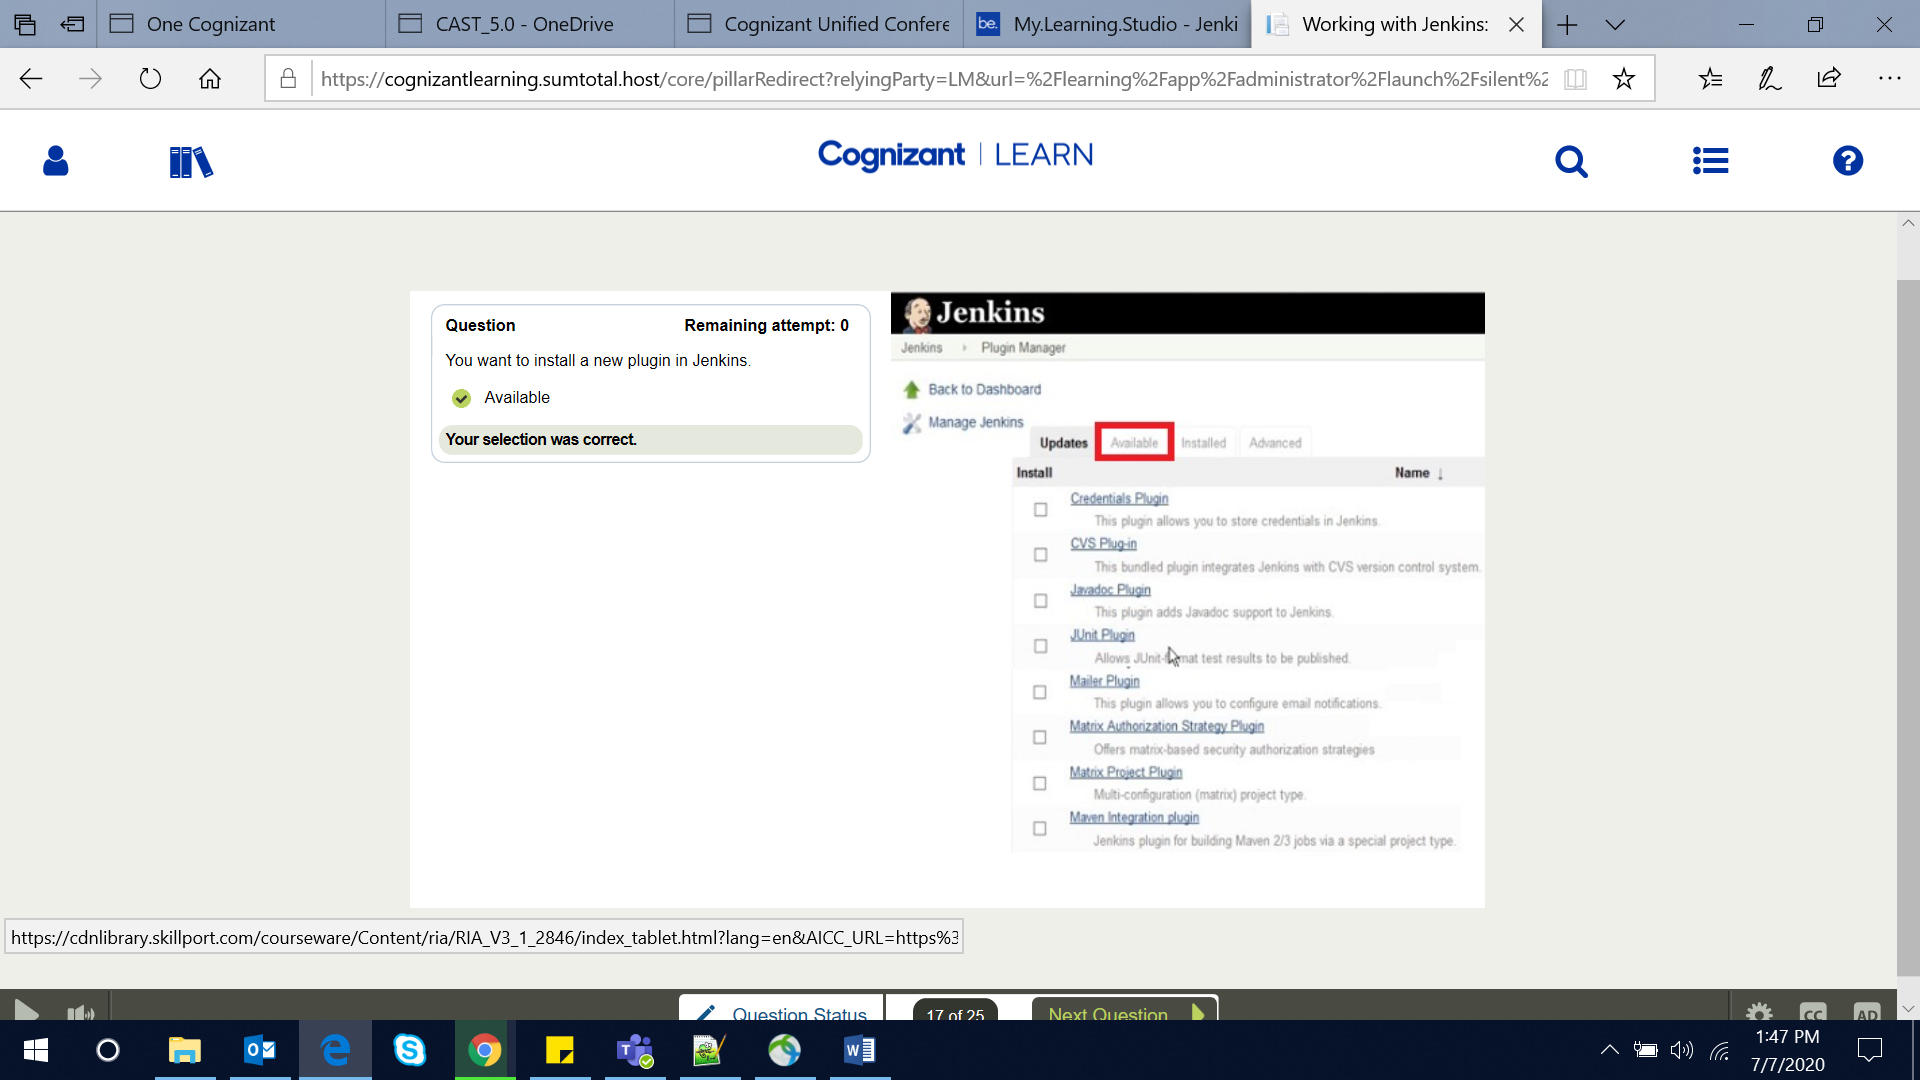 One Cognizant
CAST_5.0 - OneDrive
Cognizant Unified Confere
be. My.Learning.Studio - Jenki
Working with Jenkins:
https://cognizantlearning.sumtotal.host/core/pillarRedirect?relyingParty=LM&url=%2Flearning%2Fapp%2Fadministrator%2Flaunch%2Fsilent%2
Cognizant | LEARN
?
Question Remaining attempt: 0
You want to install a new plugin in Jenkins.
Available
Your selection was correct.
Jenkins
Jenkins › Plugin Manager
Back to Dashboard
Manage Jenkins
Updates Available Installed Advanced
Install Name ↓
Credentials Plugin
This plugin allows you to store credentials in Jenkins.
CVS Plug-in
This bundled plugin integrates Jenkins with CVS version control system.
Javadoc Plugin
This plugin adds Javadoc support to Jenkins.
JUnit Plugin
Allows JUnit-format test results to be published.
Mailer Plugin
This plugin allows you to configure email notifications.
Matrix Authorization Strategy Plugin
Offers matrix-based security authorization strategies
Matrix Project Plugin
Multi-configuration (matrix) project type.
Maven Integration plugin
Jenkins plugin for building Maven 2/3 jobs via a special project type.
https://cdnlibrary.skillport.com/courseware/Content/ria/RIA_V3_1_2846/index_tablet.html?lang=en&AICC_URL=https%3
Question Status
17 of 25
Next Question
CC
AD
1:47 PM
7/7/2020